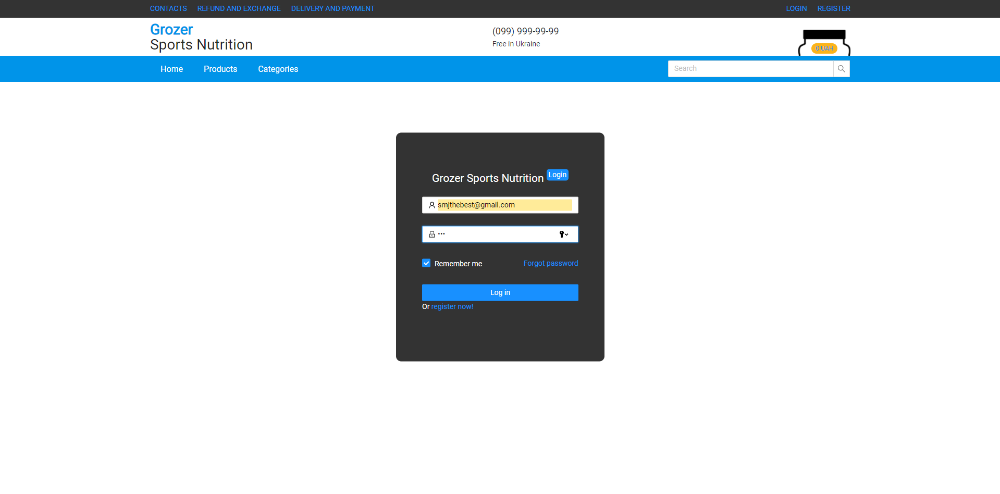 CONTACTS REFUND AND EXCHANGE DELIVERY AND PAYMENT LOGIN REGISTER
Grozer
Sports Nutrition
(099) 999-99-99
Free in Ukraine
0 UAH
Home Products Categories Search
Grozer Sports Nutrition Login
smjthebest@gmail.com
•••
Remember me Forgot password
Log in
Or register now!